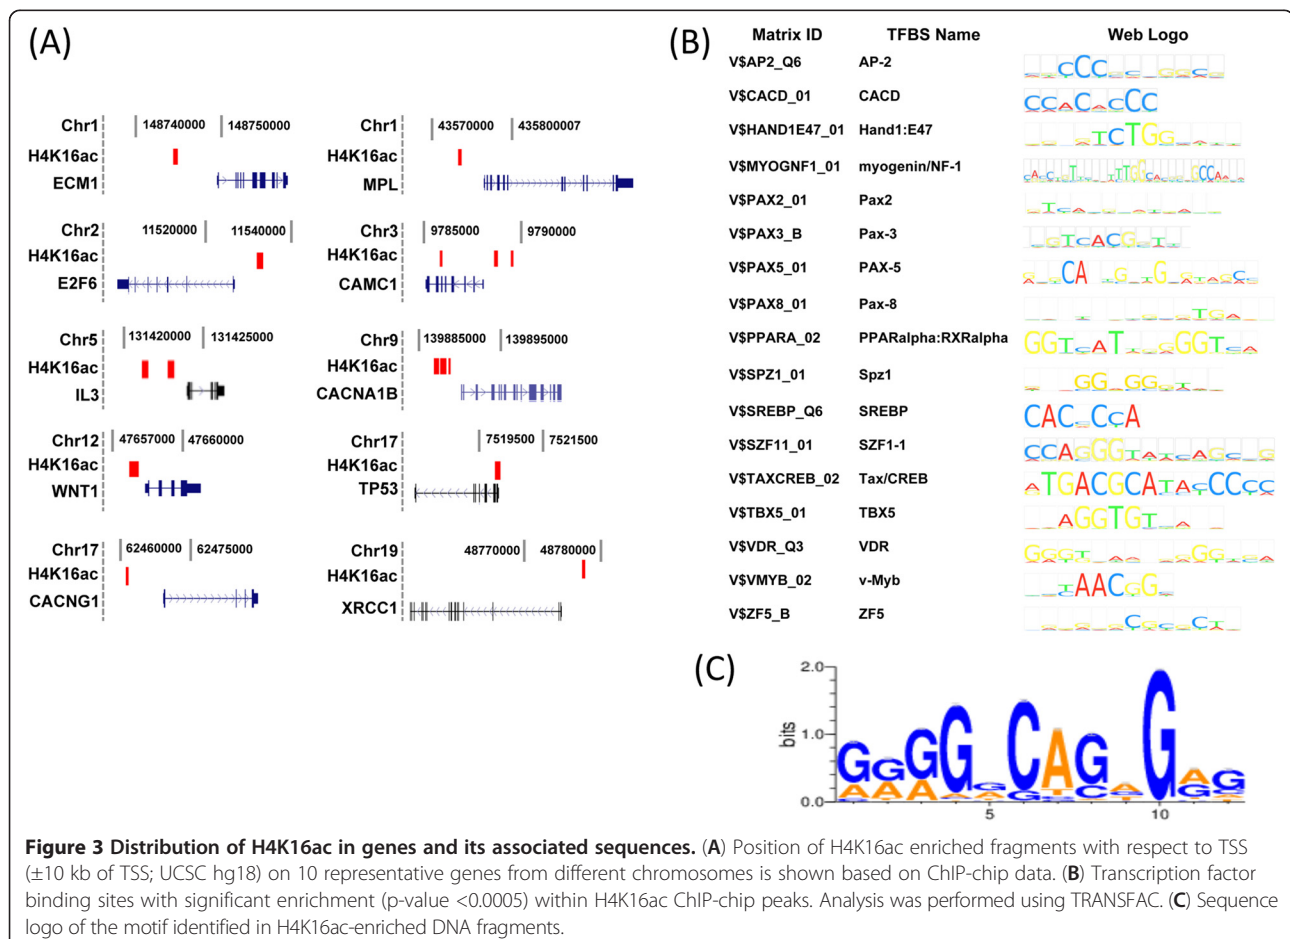 (A)
Chr1 148740000 148750000
H4K16ac
ECM1
Chr1 43570000 435800007
H4K16ac
MPL
Chr2 11520000 11540000
H4K16ac
E2F6
Chr3 9785000 9790000
H4K16ac
CAMC1
Chr5 131420000 131425000
H4K16ac
IL3
Chr9 139885000 139895000
H4K16ac
CACNA1B
Chr12 47657000 47660000
H4K16ac
WNT1
Chr17 7519500 7521500
H4K16ac
TP53
Chr17 62460000 62475000
H4K16ac
CACNG1
Chr19 48770000 48780000
H4K16ac
XRCC1
(B)
Matrix ID TFBS Name Web Logo
V$AP2_Q6 AP-2
V$CACD_01 CACD
V$HAND1E47_01 Hand1:E47
V$MYOGNF1_01 myogenin/NF-1
V$PAX2_01 Pax2
V$PAX3_B Pax-3
V$PAX5_01 PAX-5
V$PAX8_01 Pax-8
V$PPARA_02 PPARalpha:RXRalpha
V$SPZ1_01 Spz1
V$SREBP_Q6 SREBP
V$SZF11_01 SZF1-1
V$TAXCREB_02 Tax/CREB
V$TBX5_01 TBX5
V$VDR_Q3 VDR
V$VMYB_02 v-Myb
V$ZF5_B ZF5
(C)
bits
2.0
1.0
0.0
5 10
Figure 3 Distribution of H4K16ac in genes and its associated sequences. (A) Position of H4K16ac enriched fragments with respect to TSS
(±10 kb of TSS; UCSC hg18) on 10 representative genes from different chromosomes is shown based on ChIP-chip data. (B) Transcription factor
binding sites with significant enrichment (p-value <0.0005) within H4K16ac ChIP-chip peaks. Analysis was performed using TRANSFAC. (C) Sequence
logo of the motif identified in H4K16ac-enriched DNA fragments.